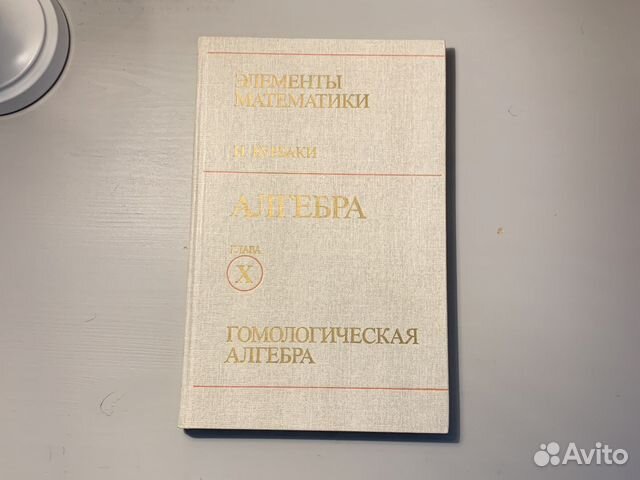 ЭЛЕМЕНТЫ
МАТЕМАТИКИ
Н. БУРБАКИ
АЛГЕБРА
ГЛАВА
X
ГОМОЛОГИЧЕСКАЯ
АЛГЕБРА
Avito